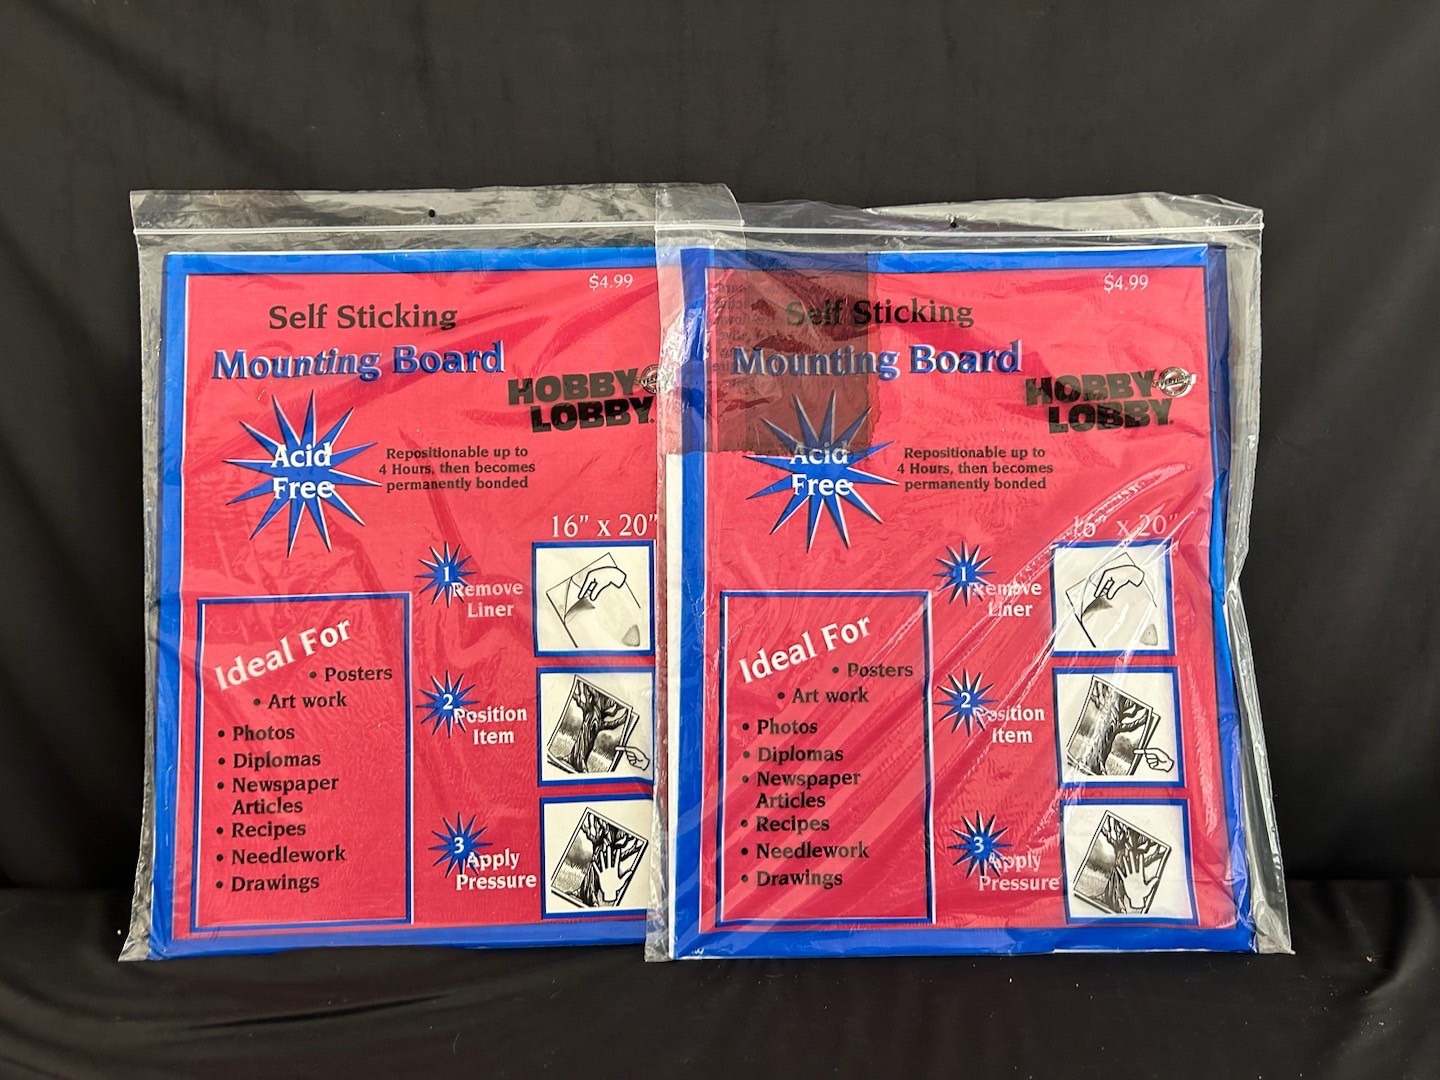 $4.99
Self Sticking
Mounting Board
HOBBY
LOBBY
Acid
Free
Repositionable up to
4 Hours, then becomes
permanently bonded
16" x 20"
1
Remove
Liner
2
Position
Item
3
Apply
Pressure
Ideal For
• Posters
• Art work
• Photos
• Diplomas
• Newspaper
Articles
• Recipes
• Needlework
• Drawings
$4.99
Self Sticking
Mounting Board
HOBBY
LOBBY
Acid
Free
Repositionable up to
4 Hours, then becomes
permanently bonded
16" x 20"
1
Remove
Liner
2
Position
Item
3
Apply
Pressure
Ideal For
• Posters
• Art work
• Photos
• Diplomas
• Newspaper
Articles
• Recipes
• Needlework
• Drawings